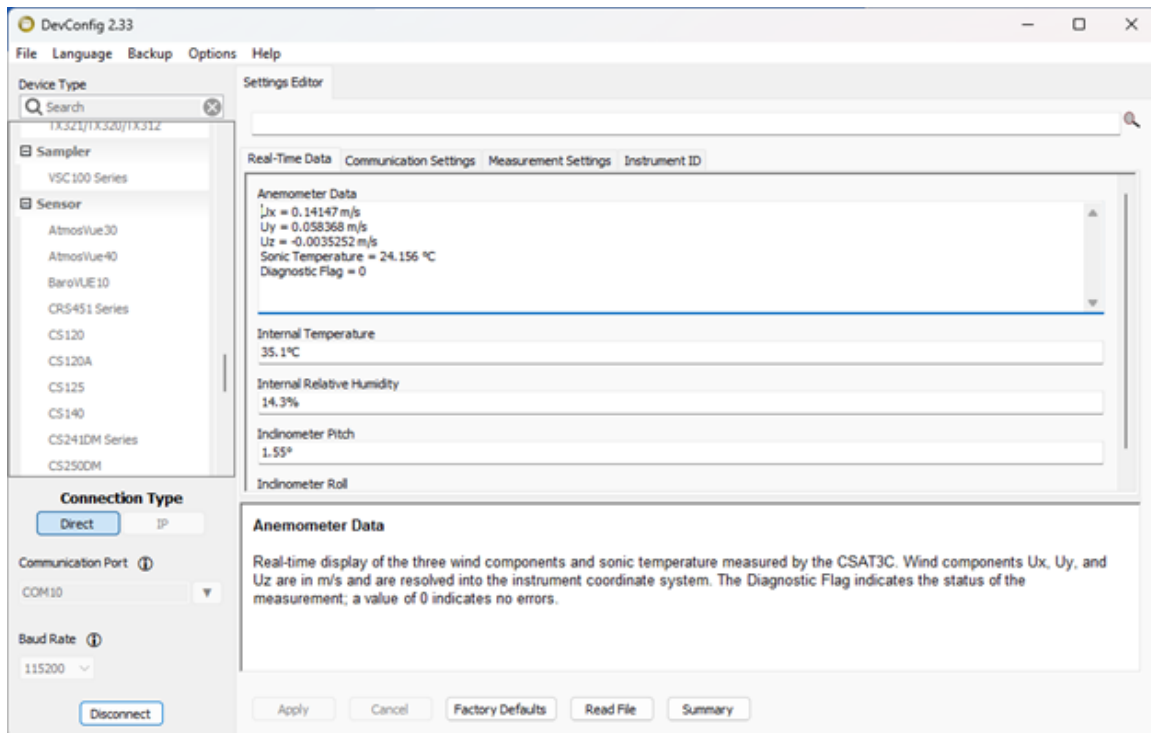 DevConfig 2.33
File Language Backup Options Help
Device Type
Search
TX321/TX320/TX312
Sampler
VSC100 Series
Sensor
AtmosVue30
AtmosVue40
BaroVUE10
CRS451 Series
CS120
CS120A
CS125
CS140
CS241DM Series
CS250DM
Connection Type
Direct IP
Communication Port
COM10
Baud Rate
115200
Disconnect
Settings Editor
Real-Time Data Communication Settings Measurement Settings Instrument ID
Anemometer Data
Ux = 0.14147 m/s
Uy = 0.058368 m/s
Uz = -0.0035252 m/s
Sonic Temperature = 24.156 ºC
Diagnostic Flag = 0
Internal Temperature
35.1ºC
Internal Relative Humidity
14.3%
Inclinometer Pitch
1.55º
Inclinometer Roll
Anemometer Data
Real-time display of the three wind components and sonic temperature measured by the CSAT3C. Wind components Ux, Uy, and
Uz are in m/s and are resolved into the instrument coordinate system. The Diagnostic Flag indicates the status of the
measurement; a value of 0 indicates no errors.
Apply Cancel Factory Defaults Read File Summary